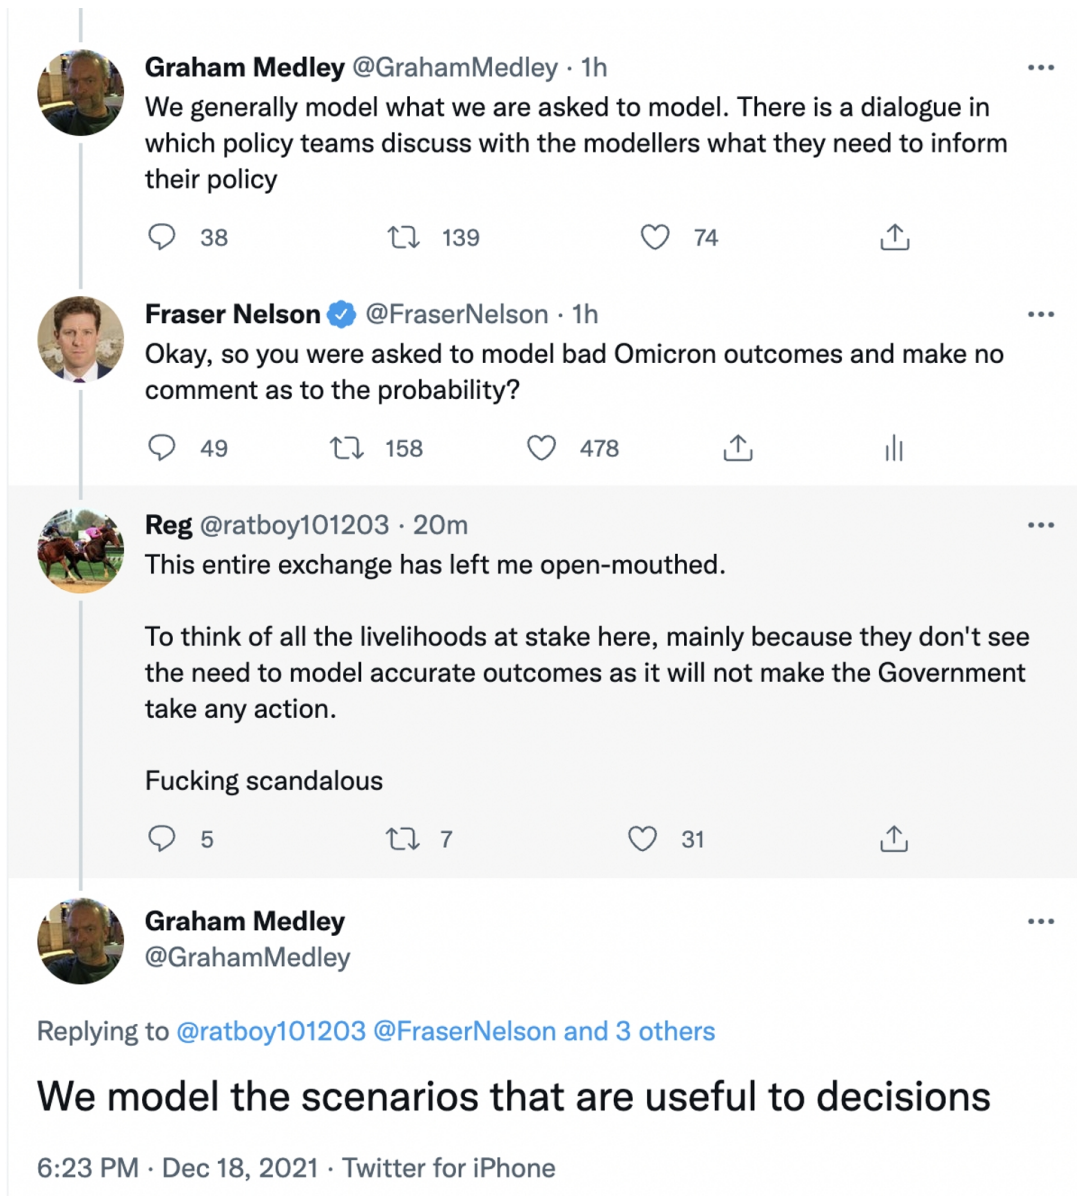 Graham Medley @GrahamMedley · 1h
We generally model what we are asked to model. There is a dialogue in
which policy teams discuss with the modellers what they need to inform
their policy
38 139 74
Fraser Nelson @FraserNelson · 1h
Okay, so you were asked to model bad Omicron outcomes and make no
comment as to the probability?
49 158 478
Reg @ratboy101203 · 20m
This entire exchange has left me open-mouthed.
To think of all the livelihoods at stake here, mainly because they don't see
the need to model accurate outcomes as it will not make the Government
take any action.
Fucking scandalous
5 7 31
Graham Medley
@GrahamMedley
Replying to @ratboy101203 @FraserNelson and 3 others
We model the scenarios that are useful to decisions
6:23 PM · Dec 18, 2021 · Twitter for iPhone